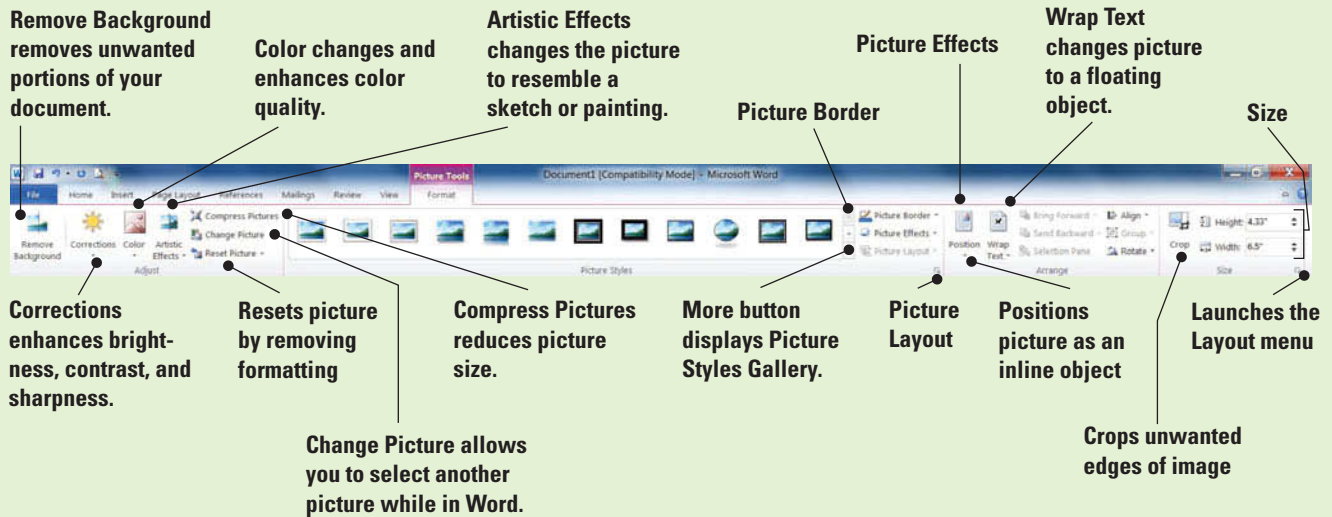 Remove Background
removes unwanted
portions of your
document.
Color changes and
enhances color
quality.
Artistic Effects
changes the picture
to resemble a
sketch or painting.
Picture Border
Picture Effects
Wrap Text
changes picture
to a floating
object.
Size
Picture Tools
Document1 [Compatibility Mode] - Microsoft Word
File Home Insert Page Layout References Mailings Review View Format
Remove
Background
Corrections
Color
Artistic
Effects
Compress Pictures
Change Picture
Reset Picture
Adjust
Picture Styles
Picture Border
Picture Effects
Picture Layout
Position
Wrap
Text
Bring Forward
Send Backward
Selection Pane
Align
Group
Rotate
Arrange
Crop
Height: 4.33"
Width: 6.5"
Size
Corrections
enhances bright-
ness, contrast, and
sharpness.
Resets picture
by removing
formatting
Change Picture allows
you to select another
picture while in Word.
Compress Pictures
reduces picture
size.
More button
displays Picture
Styles Gallery.
Picture
Layout
Positions
picture as an
inline object
Crops unwanted
edges of image
Launches the
Layout menu